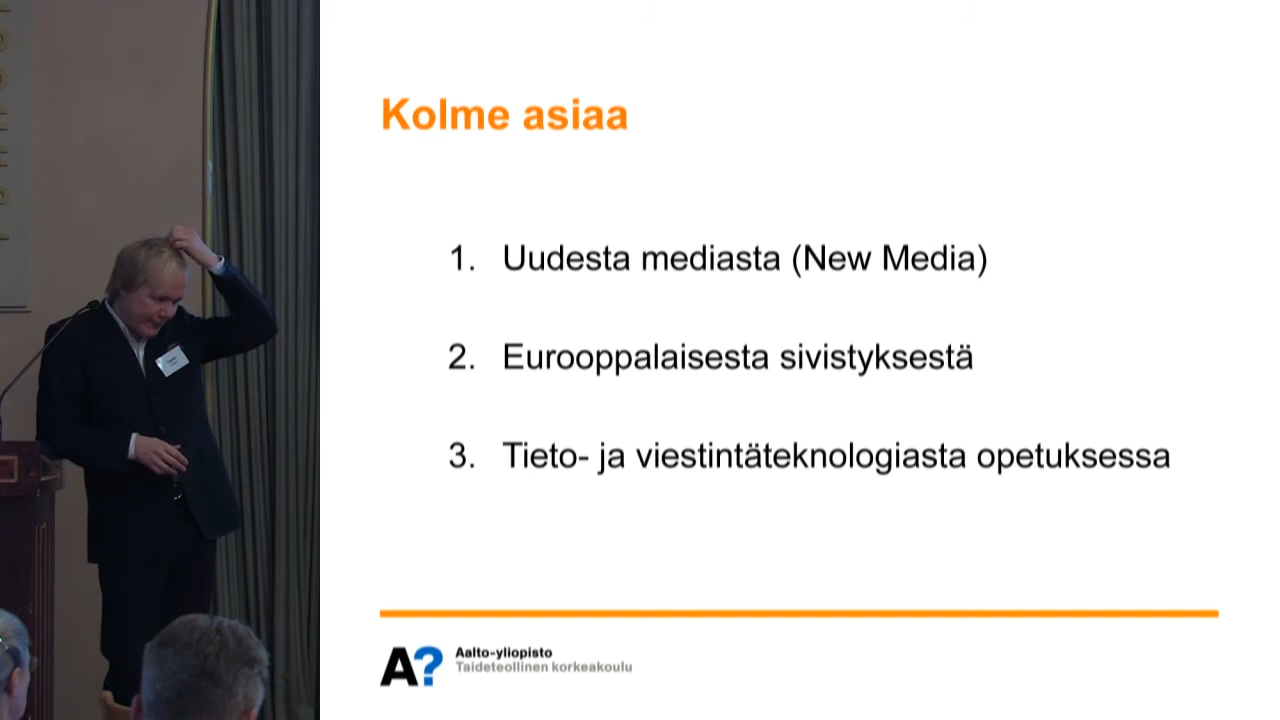 Kolme asiaa
1. Uudesta mediasta (New Media)
2. Eurooppalaisesta sivistyksestä
3. Tieto- ja viestintäteknologiasta opetuksessa
A?
Aalto-yliopisto
Taideteollinen korkeakoulu